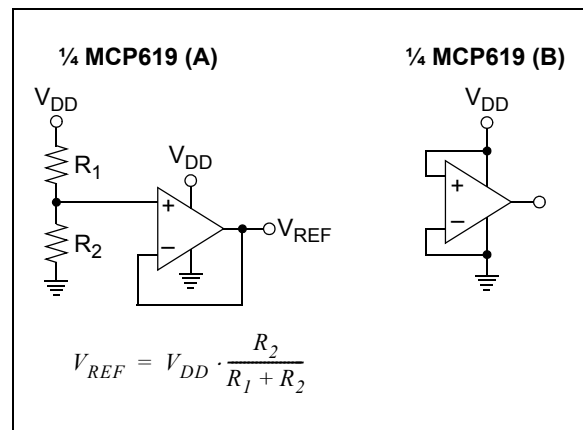 ¼ MCP619 (A)
¼ MCP619 (B)
V_DD
V_DD
R_1
V_DD
+
−
V_REF
R_2
+
−
V_REF = V_DD · R_2 / (R_1 + R_2)